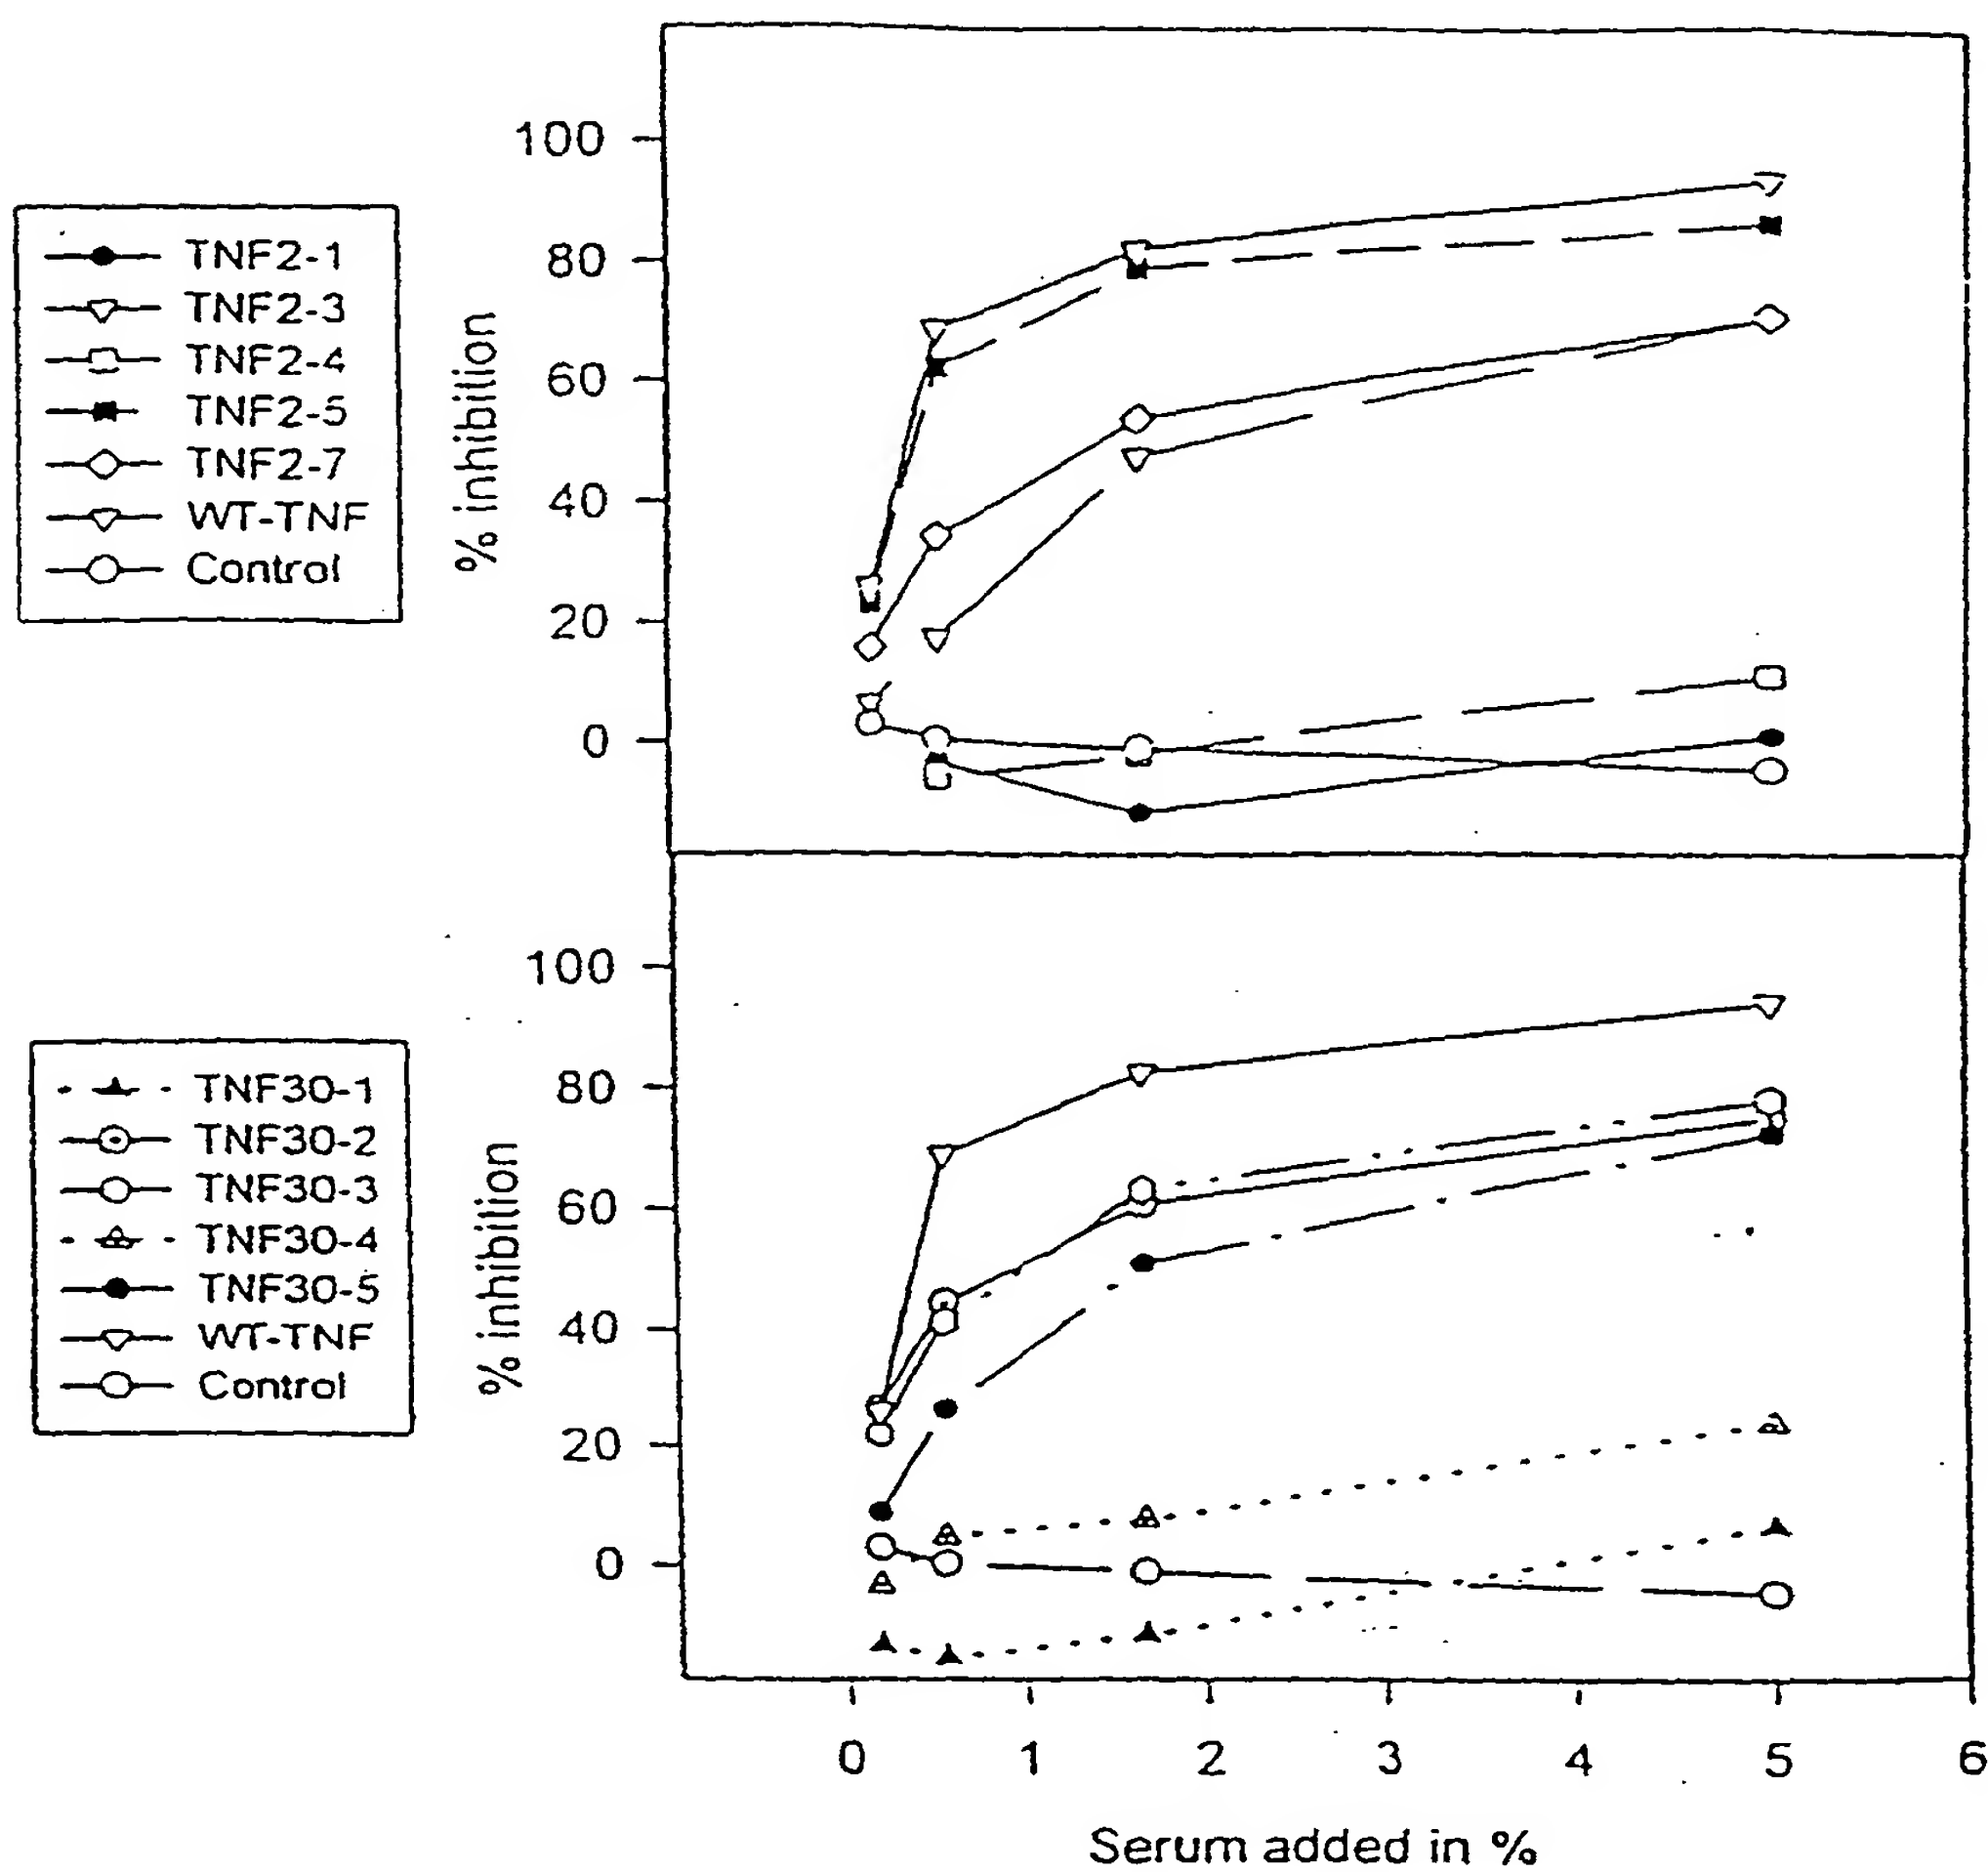 100
80
60
40
20
0
% inhibition
TNF2-1
TNF2-3
TNF2-4
TNF2-5
TNF2-7
WT-TNF
Control
100
80
60
40
20
0
% inhibition
TNF30-1
TNF30-2
TNF30-3
TNF30-4
TNF30-5
WT-TNF
Control
0 1 2 3 4 5 6
Serum added in %